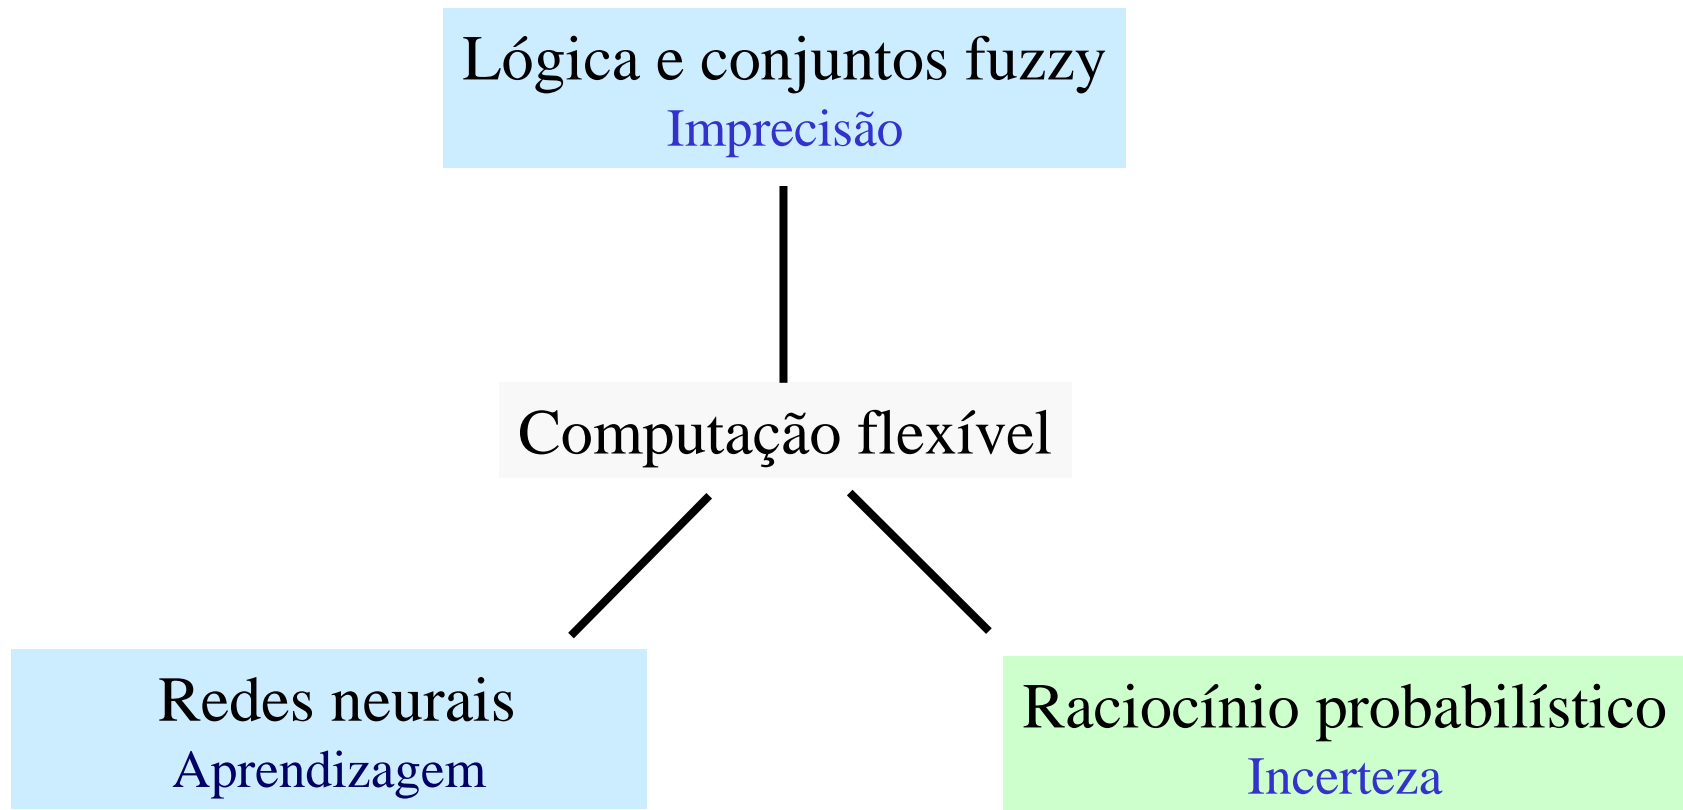 Lógica e conjuntos fuzzy
Imprecisão
Computação flexível
Redes neurais
Aprendizagem
Raciocínio probabilístico
Incerteza